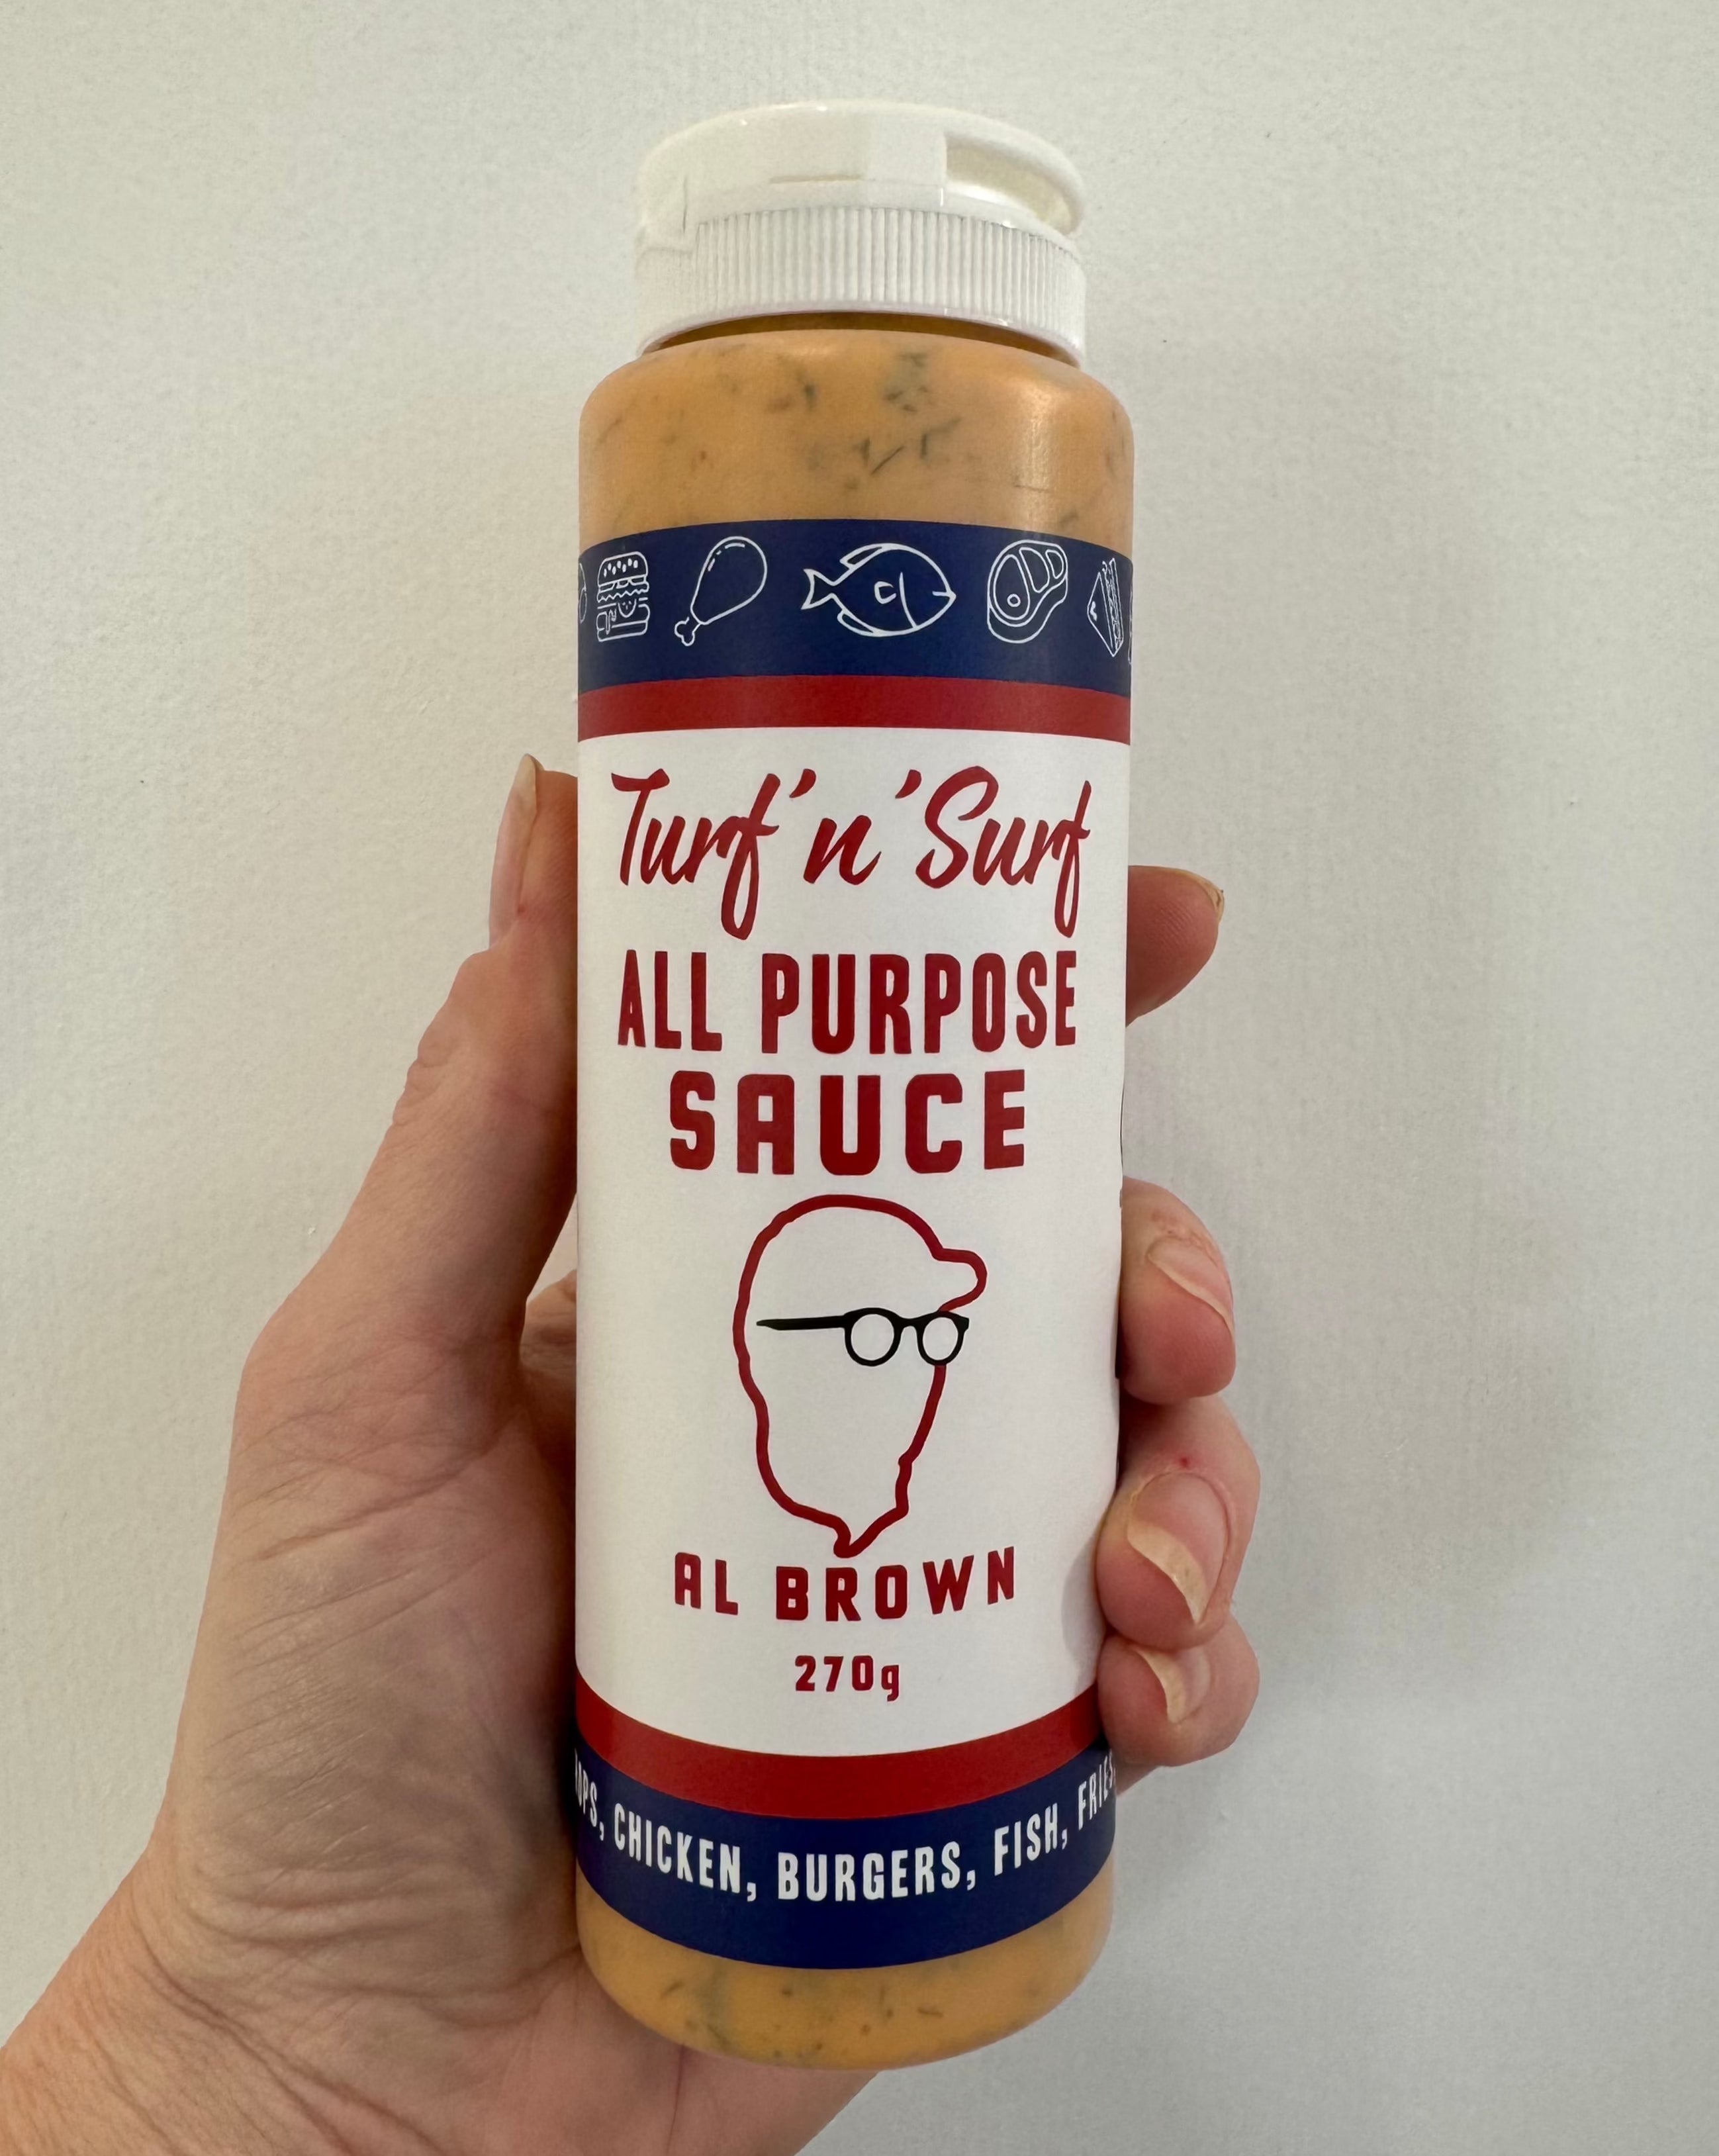 Turf 'n' Surf
ALL PURPOSE
SAUCE
AL BROWN
270g
CHICKEN, BURGERS, FISH,